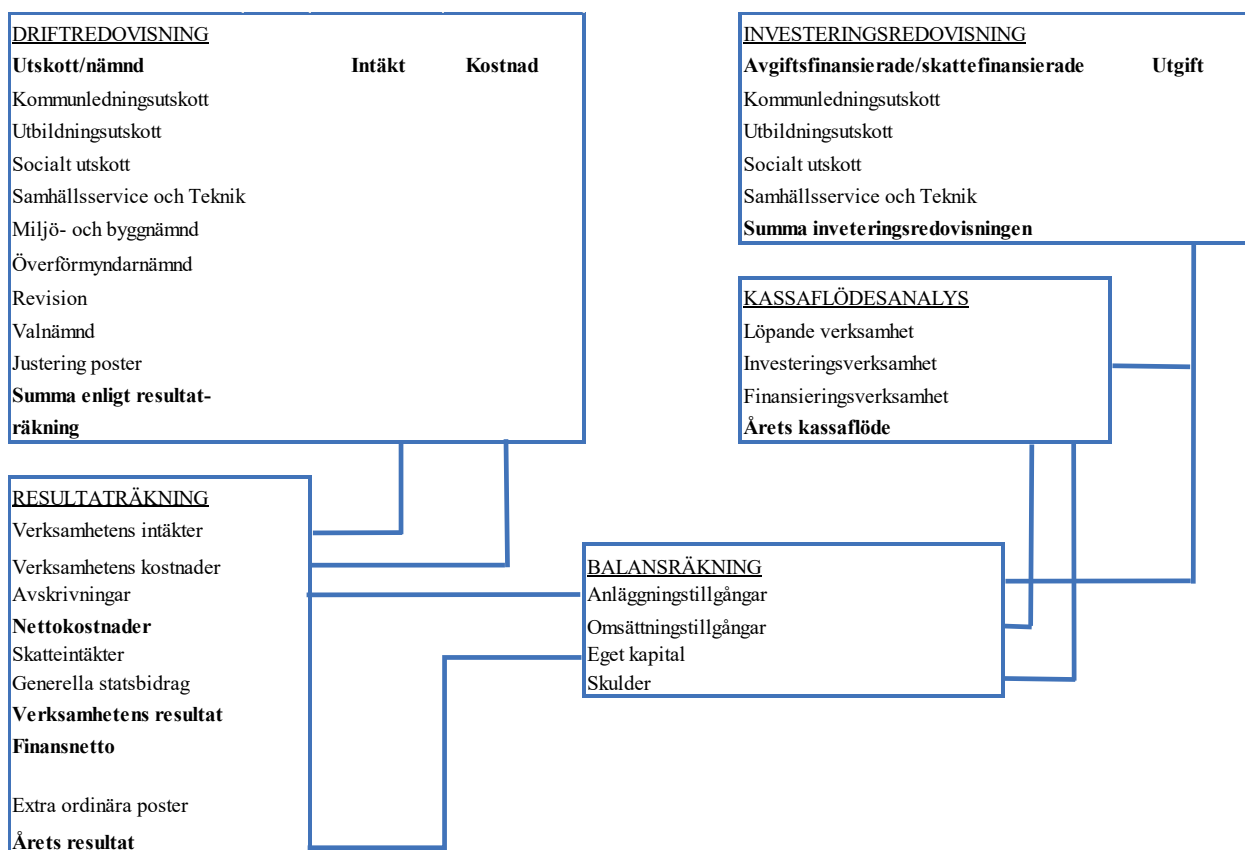 DRIFTREDOVISNING
Utskott/nämnd Intäkt Kostnad
Kommunledningsutskott
Utbildningsutskott
Socialt utskott
Samhällsservice och Teknik
Miljö- och byggnämnd
Överförmyndarnämnd
Revision
Valnämnd
Justering poster
Summa enligt resultat-
räkning
INVESTERINGSREDOVISNING
Avgiftsfinansierade/skattefinansierade Utgift
Kommunledningsutskott
Utbildningsutskott
Socialt utskott
Samhällsservice och Teknik
Summa inveteringsredovisningen
KASSAFLÖDESANALYS
Löpande verksamhet
Investeringsverksamhet
Finansieringsverksamhet
Årets kassaflöde
RESULTATRÄKNING
Verksamhetens intäkter
Verksamhetens kostnader
Avskrivningar
Nettokostnader
Skatteintäkter
Generella statsbidrag
Verksamhetens resultat
Finansnetto
Extra ordinära poster
Årets resultat
BALANSRÄKNING
Anläggningstillgångar
Omsättningstillgångar
Eget kapital
Skulder